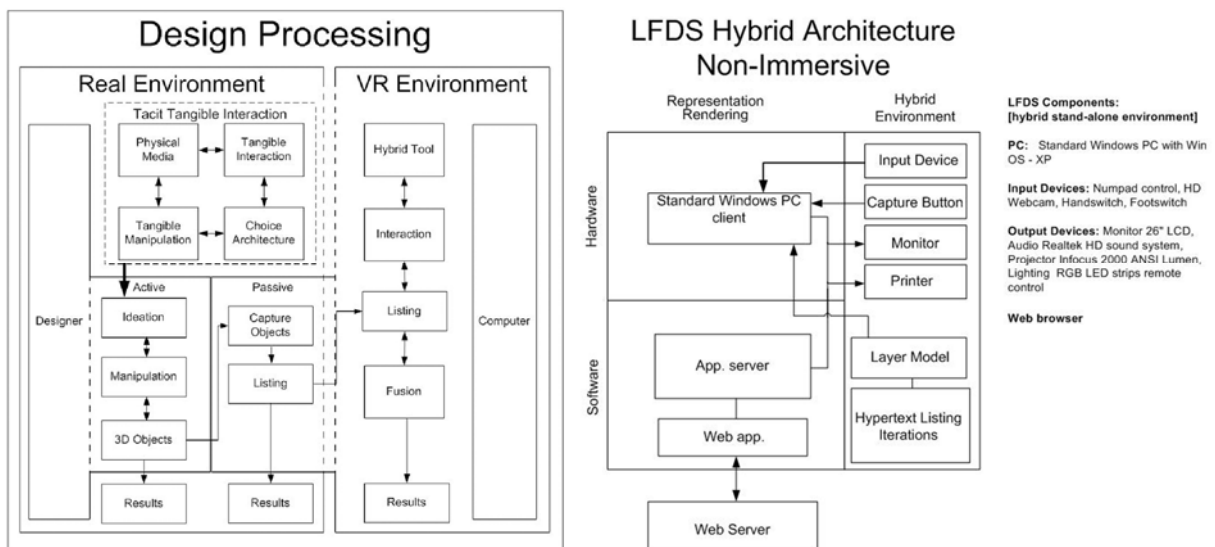 Design Processing
Real Environment
VR Environment
Tacit Tangible Interaction
Physical
Media
Tangible
Interaction
Tangible
Manipulation
Choice
Architecture
Designer
Active
Passive
Ideation
Manipulation
3D Objects
Results
Capture
Objects
Listing
Results
Hybrid Tool
Interaction
Listing
Fusion
Results
Computer
LFDS Hybrid Architecture
Non-Immersive
Representation
Rendering
Hybrid
Environment
Hardware
Software
Standard Windows PC
client
Input Device
Capture Button
Monitor
Printer
App. server
Web app.
Layer Model
Hypertext Listing
Iterations
Web Server
LFDS Components:
[hybrid stand-alone environment]
PC: Standard Windows PC with Win
OS - XP
Input Devices: Numpad control, HD
Webcam, Handswitch, Footswitch
Output Devices: Monitor 26" LCD,
Audio Realtek HD sound system,
Projector Infocus 2000 ANSI Lumen,
Lighting RGB LED strips remote
control
Web browser